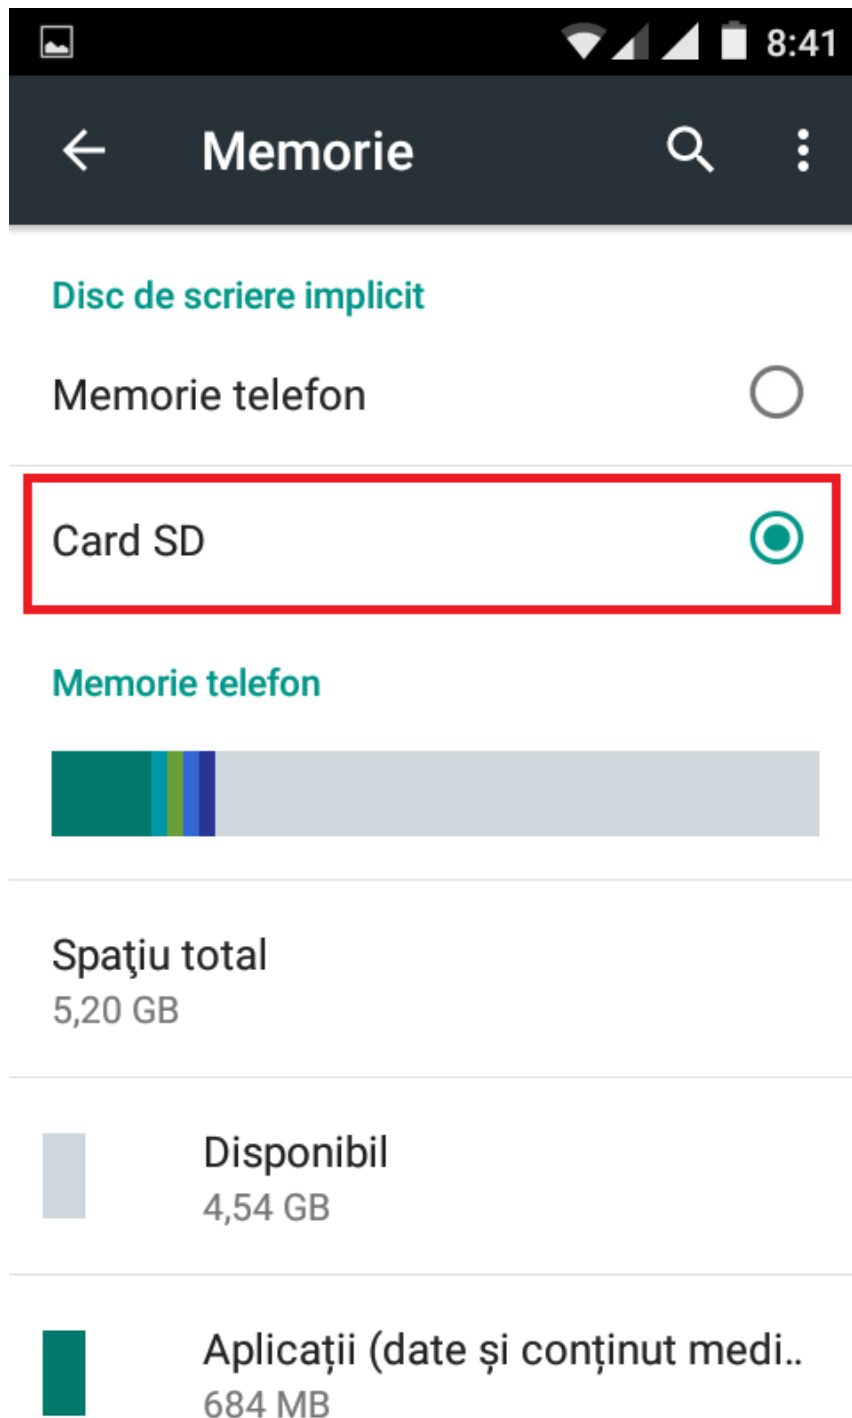 8:41
Memorie
Disc de scriere implicit
Memorie telefon
Card SD
Memorie telefon
Spaţiu total
5,20 GB
Disponibil
4,54 GB
Aplicații (date și conținut medi..
684 MB